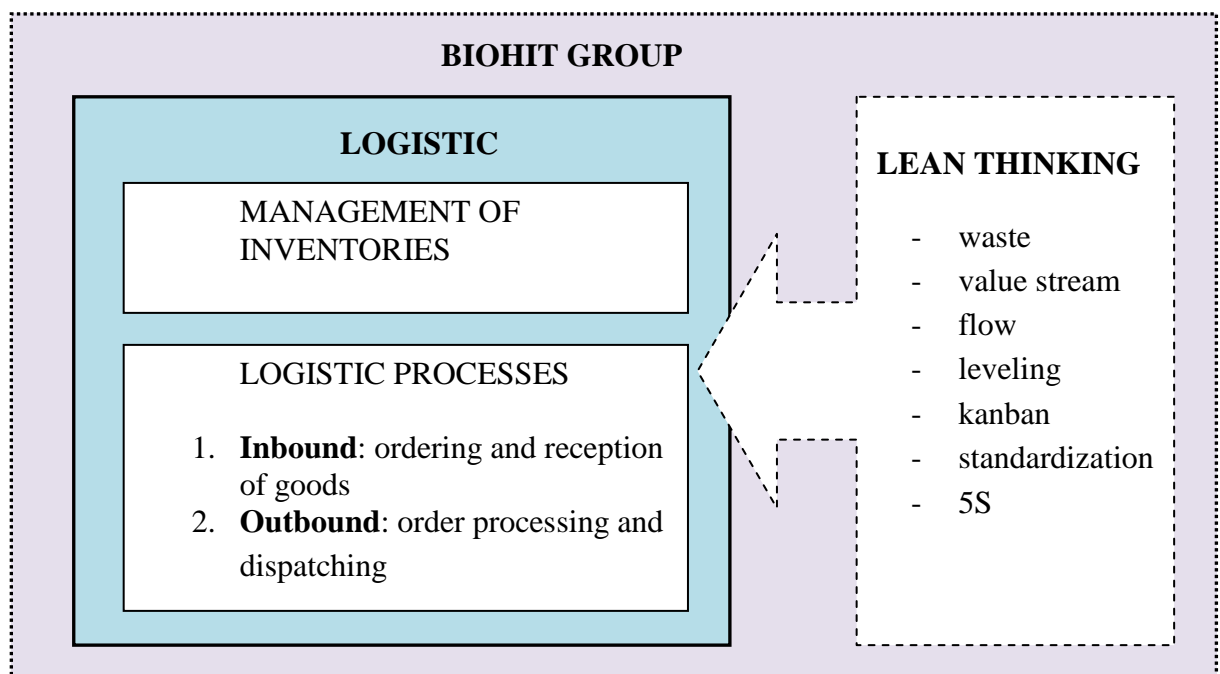 BIOHIT GROUP
LOGISTIC
MANAGEMENT OF
INVENTORIES
LOGISTIC PROCESSES
1. Inbound: ordering and reception
of goods
2. Outbound: order processing and
dispatching
LEAN THINKING
- waste
- value stream
- flow
- leveling
- kanban
- standardization
- 5S